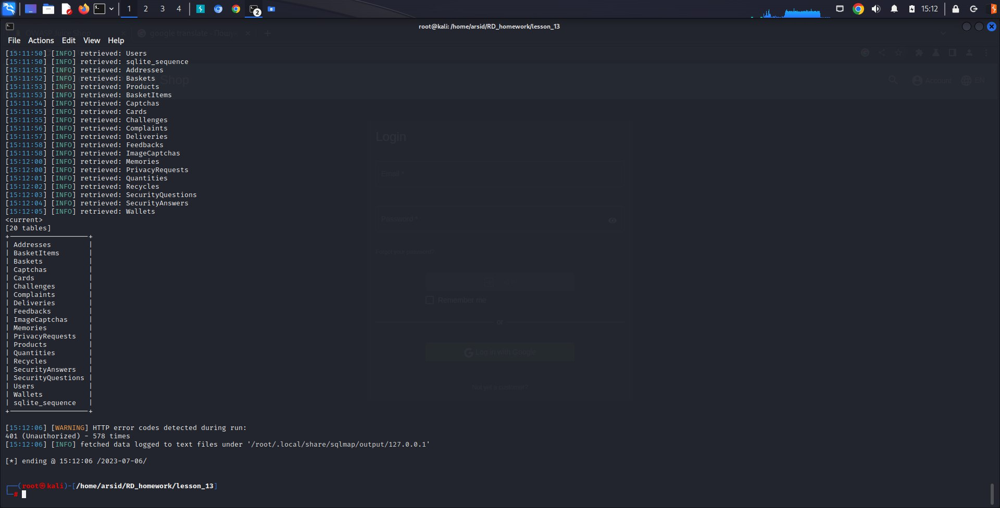 1 2 3 4
2
15:12
root@kali: /home/arsid/RD_homework/lesson_13
OWASP Juice Shop
google translate - Пошук
File Actions Edit View Help
[15:11:50] [INFO] retrieved: Users
[15:11:50] [INFO] retrieved: sqlite_sequence
[15:11:51] [INFO] retrieved: Addresses
[15:11:52] [INFO] retrieved: Baskets
[15:11:53] [INFO] retrieved: Products
[15:11:53] [INFO] retrieved: BasketItems
[15:11:54] [INFO] retrieved: Captchas
[15:11:55] [INFO] retrieved: Cards
[15:11:55] [INFO] retrieved: Challenges
[15:11:56] [INFO] retrieved: Complaints
[15:11:57] [INFO] retrieved: Deliveries
[15:11:58] [INFO] retrieved: Feedbacks
[15:11:58] [INFO] retrieved: ImageCaptchas
[15:12:00] [INFO] retrieved: Memories
[15:12:00] [INFO] retrieved: PrivacyRequests
[15:12:01] [INFO] retrieved: Quantities
[15:12:02] [INFO] retrieved: Recycles
[15:12:03] [INFO] retrieved: SecurityQuestions
[15:12:04] [INFO] retrieved: SecurityAnswers
[15:12:05] [INFO] retrieved: Wallets
<current>
[20 tables]
+-------------------+
| Addresses         |
| BasketItems       |
| Baskets           |
| Captchas          |
| Cards             |
| Challenges        |
| Complaints        |
| Deliveries        |
| Feedbacks         |
| ImageCaptchas     |
| Memories          |
| PrivacyRequests   |
| Products          |
| Quantities        |
| Recycles          |
| SecurityAnswers   |
| SecurityQuestions |
| Users             |
| Wallets           |
| sqlite_sequence   |
+-------------------+
[15:12:06] [WARNING] HTTP error codes detected during run:
401 (Unauthorized) - 578 times
[15:12:06] [INFO] fetched data logged to text files under '/root/.local/share/sqlmap/output/127.0.0.1'
[*] ending @ 15:12:06 /2023-07-06/
┌──(root㉿kali)-[/home/arsid/RD_homework/lesson_13]
└─#
Shop
Account
EN
Login
Email *
Password *
Forgot your password?
Remember me
or
Log in with Google
Not yet a customer?